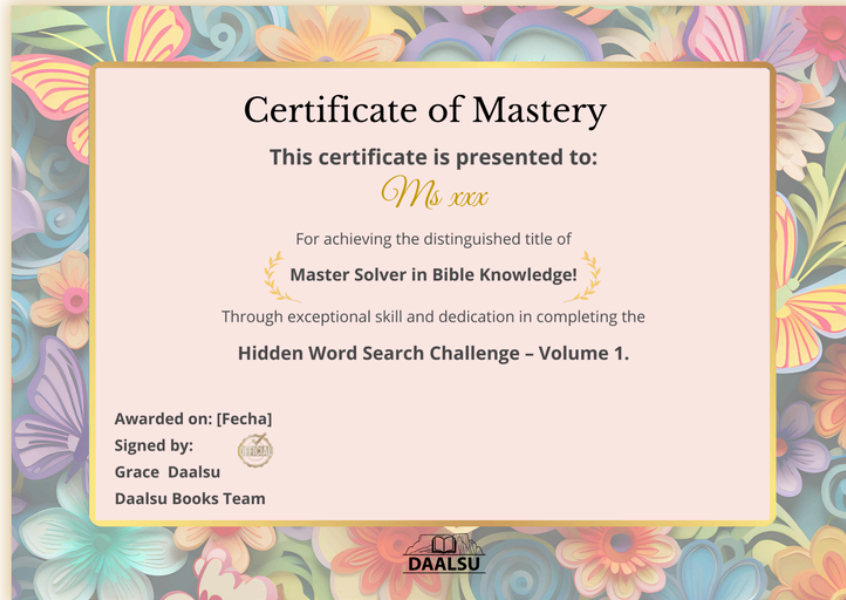 Certificate of Mastery
This certificate is presented to:
Ms xxx
For achieving the distinguished title of
Master Solver in Bible Knowledge!
Through exceptional skill and dedication in completing the
Hidden Word Search Challenge – Volume 1.
Awarded on: [Fecha]
Signed by:
OFFICIAL
Grace Daalsu
Daalsu Books Team
DAALSU